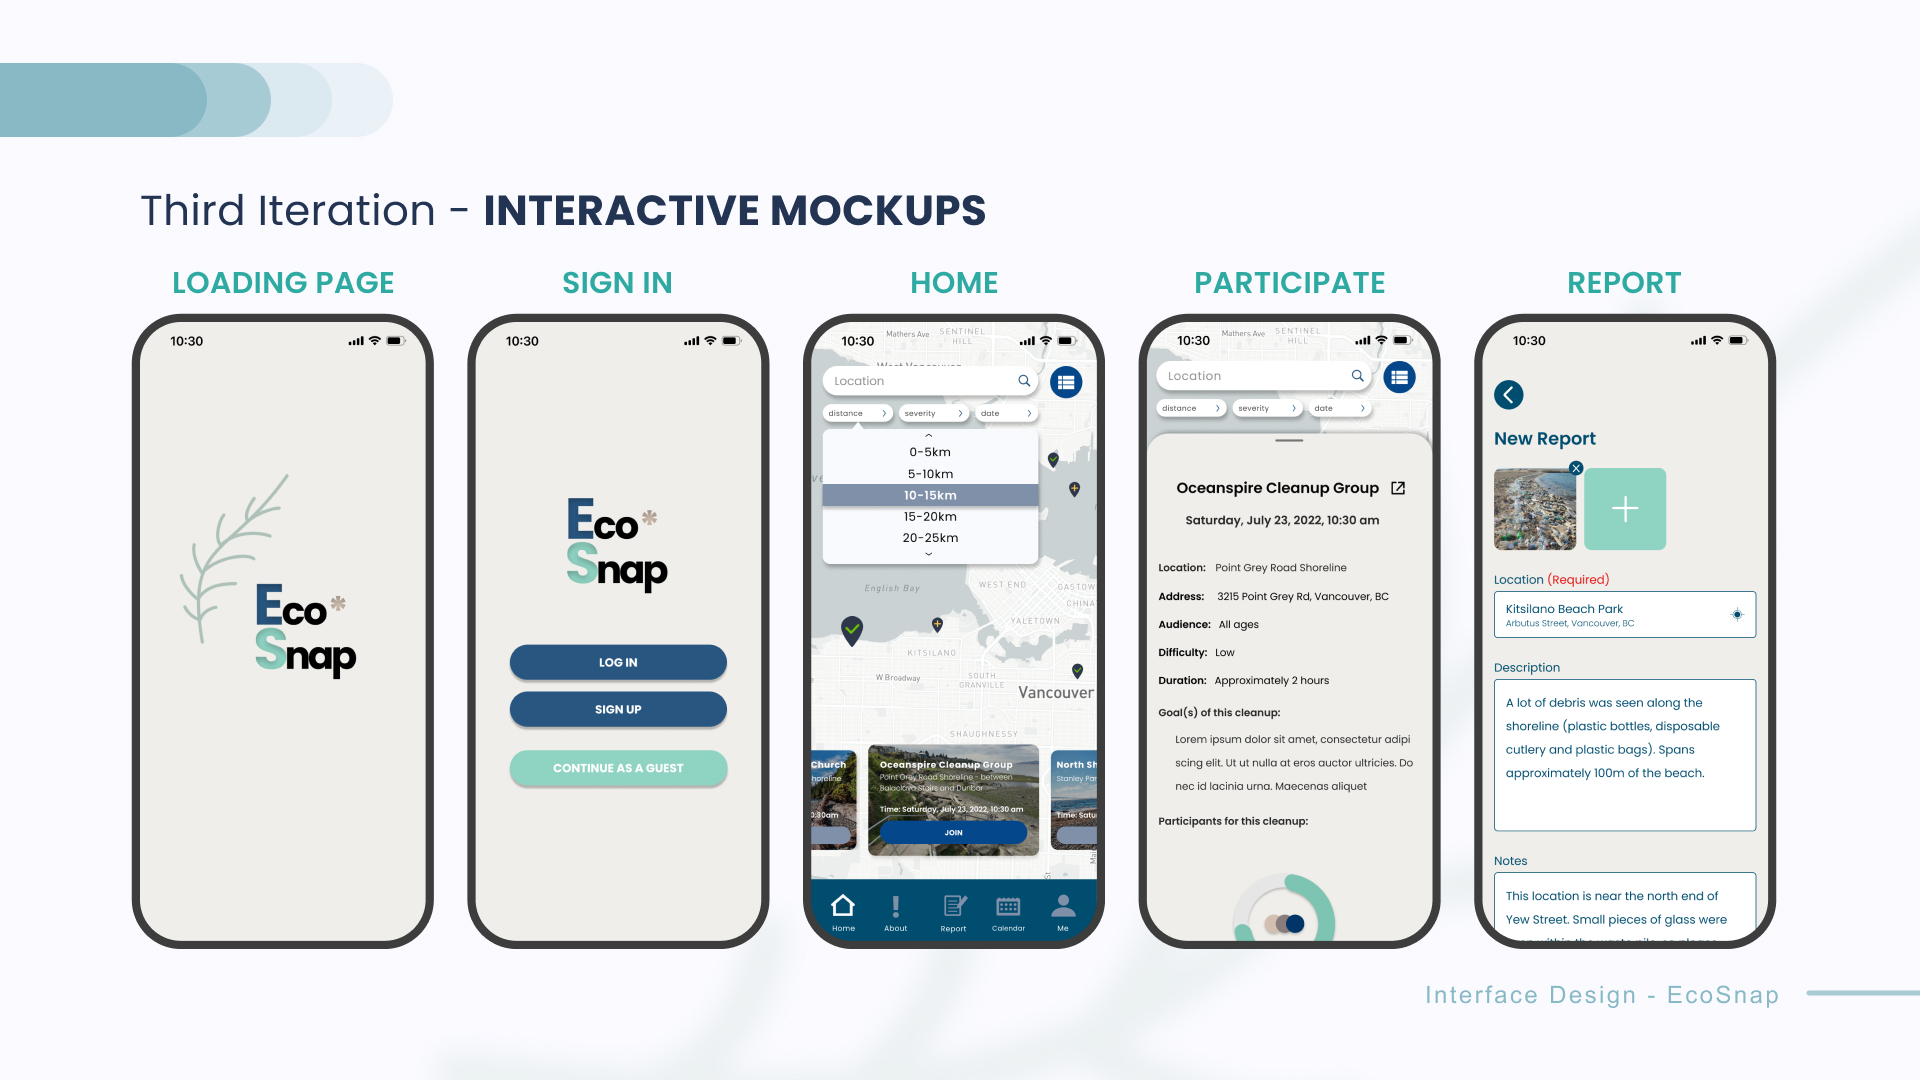 Third Iteration - INTERACTIVE MOCKUPS
LOADING PAGE
10:30
Eco*
Snap
SIGN IN
10:30
Eco*
Snap
LOG IN
SIGN UP
CONTINUE AS A GUEST
HOME
10:30
Mathers Ave
SENTINEL
HILL
West Vancouver
Location
distance
severity
date
0-5km
5-10km
10-15km
15-20km
20-25km
English Bay
WEST END
GASTOW
CHINA
YALETOWN
KITSILANO
W Broadway
SOUTH
GRANVILLE
Vancouver
SHAUGHNESSY
Church
horeline
0:30am
Oceanspire Cleanup Group
Point Grey Road Shoreline - between
Balaclava Stairs and Dunbar
Time: Saturday, July 23, 2022, 10:30 am
JOIN
North Sh
Stanley Par
Time: Satu
St
Home
About
Report
Calendar
Me
PARTICIPATE
10:30
Mathers Ave
SENTINEL
HILL
Location
distance
severity
date
Oceanspire Cleanup Group
Saturday, July 23, 2022, 10:30 am
Location: Point Grey Road Shoreline
Address: 3215 Point Grey Rd, Vancouver, BC
Audience: All ages
Difficulty: Low
Duration: Approximately 2 hours
Goal(s) of this cleanup:
Lorem ipsum dolor sit amet, consectetur adipi
scing elit. Ut ut nulla at eros auctor ultricies. Do
nec id lacinia urna. Maecenas aliquet
Participants for this cleanup:
REPORT
10:30
New Report
Location (Required)
Kitsilano Beach Park
Arbutus Street, Vancouver, BC
Description
A lot of debris was seen along the
shoreline (plastic bottles, disposable
cutlery and plastic bags). Spans
approximately 100m of the beach.
Notes
This location is near the north end of
Yew Street. Small pieces of glass were
Interface Design - EcoSnap